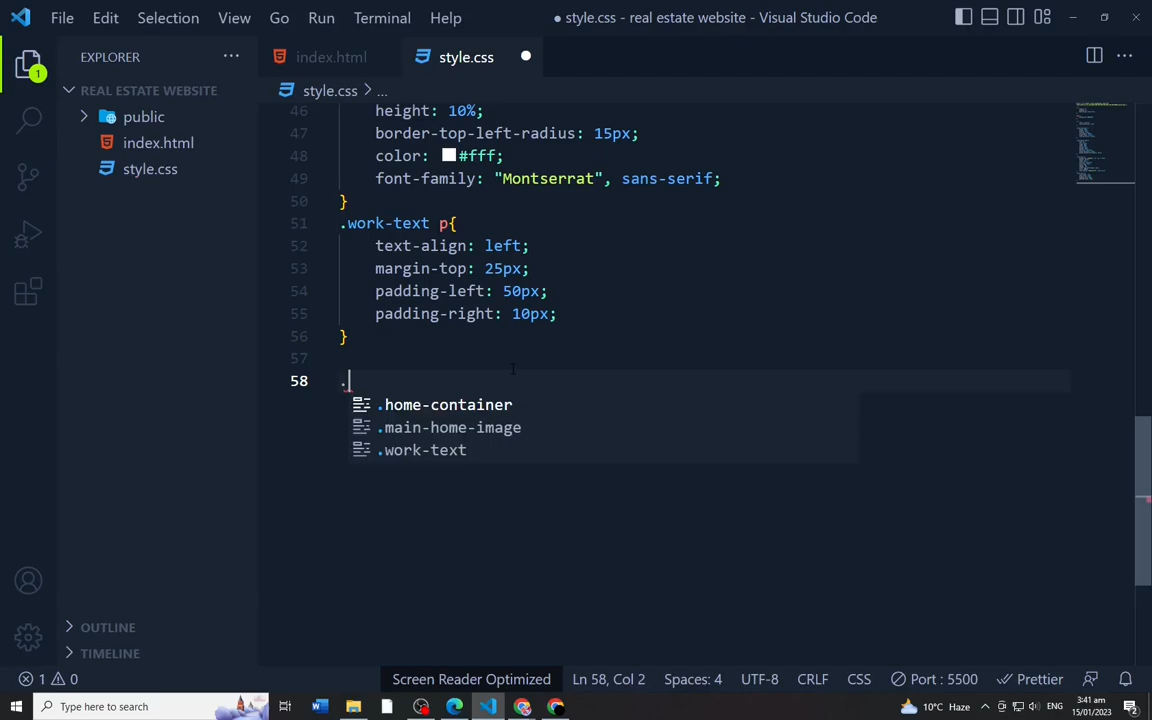 File Edit Selection View Go Run Terminal Help
● style.css - real estate website - Visual Studio Code
EXPLORER ···
index.html
style.css
1
REAL ESTATE WEBSITE
style.css > ...
public
index.html
style.css
46 height: 10%;
47 border-top-left-radius: 15px;
48 color: #fff;
49 font-family: "Montserrat", sans-serif;
50 }
51 .work-text p{
52 text-align: left;
53 margin-top: 25px;
54 padding-left: 50px;
55 padding-right: 10px;
56 }
57
58 .
.home-container
.main-home-image
.work-text
OUTLINE
TIMELINE
1 0
Screen Reader Optimized Ln 58, Col 2 Spaces: 4 UTF-8 CRLF CSS Port : 5500 Prettier
Type here to search
10°C Haze ENG 3:41 pm
15/01/2023 2